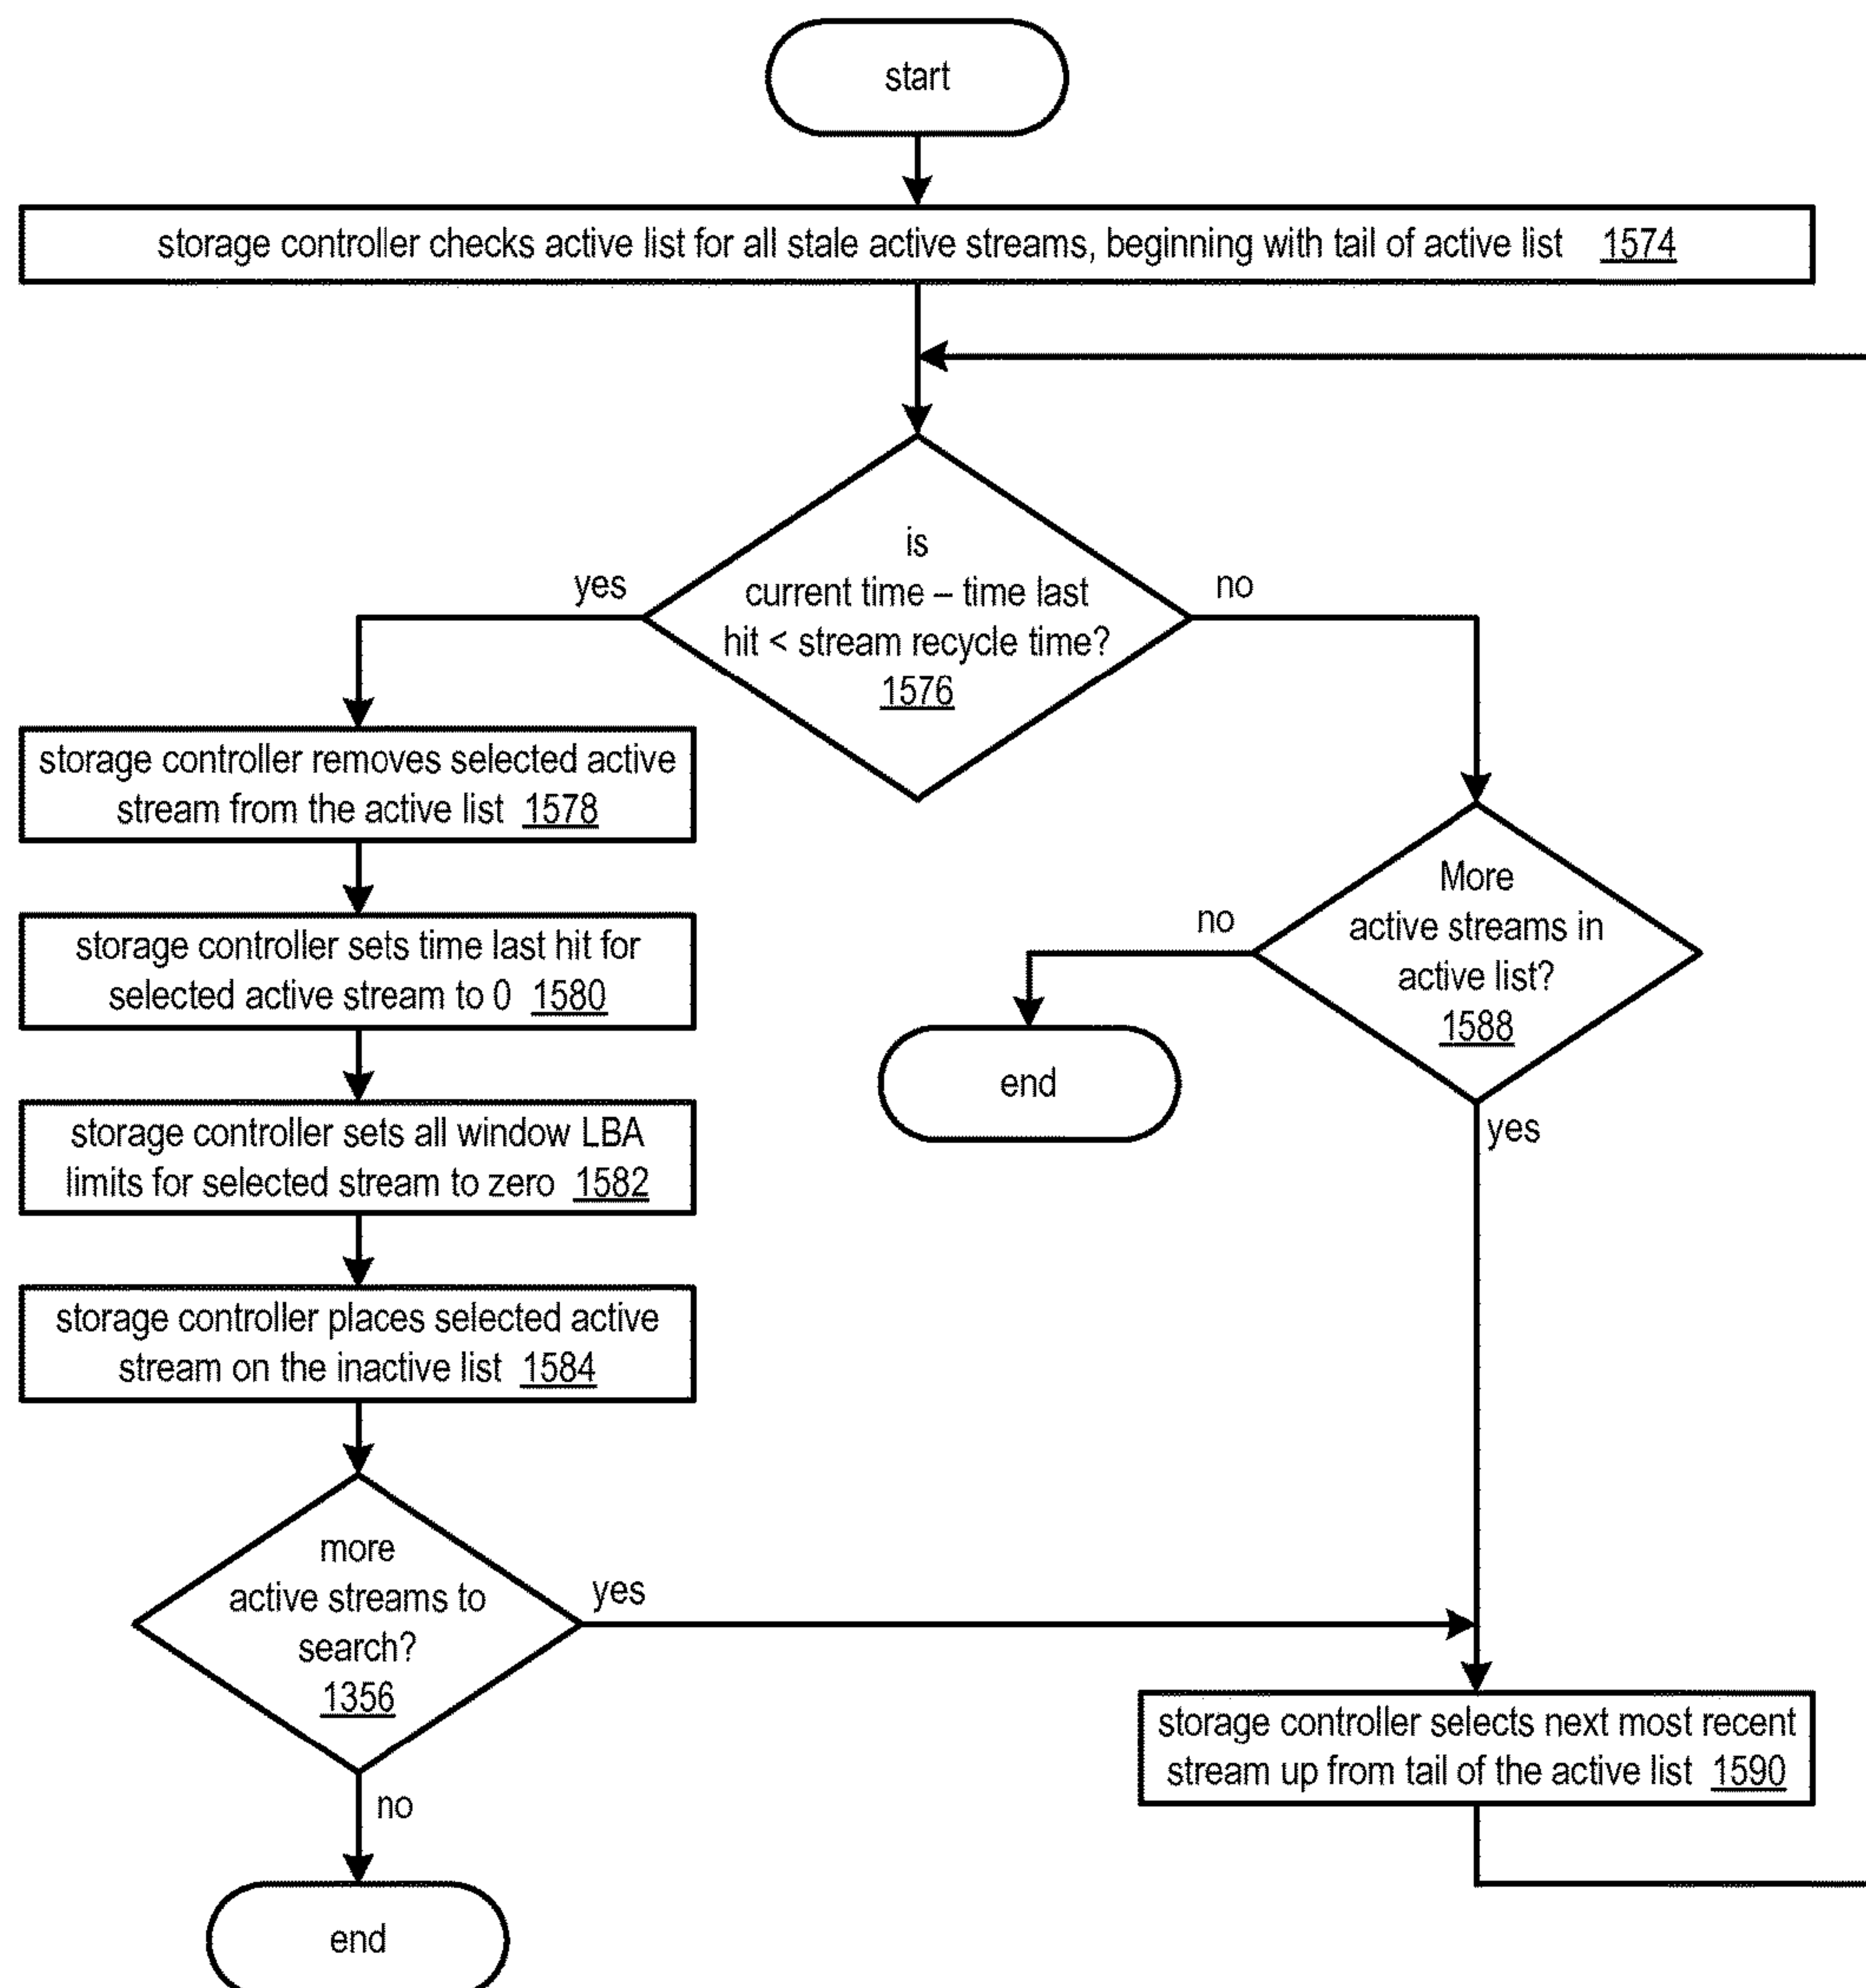 start
storage controller checks active list for all stale active streams, beginning with tail of active list 1574
is
current time – time last
hit < stream recycle time?
1576
yes
no
storage controller removes selected active
stream from the active list 1578
storage controller sets time last hit for
selected active stream to 0 1580
storage controller sets all window LBA
limits for selected stream to zero 1582
storage controller places selected active
stream on the inactive list 1584
more
active streams to
search?
1356
yes
no
end
More
active streams in
active list?
1588
no
end
yes
storage controller selects next most recent
stream up from tail of the active list 1590